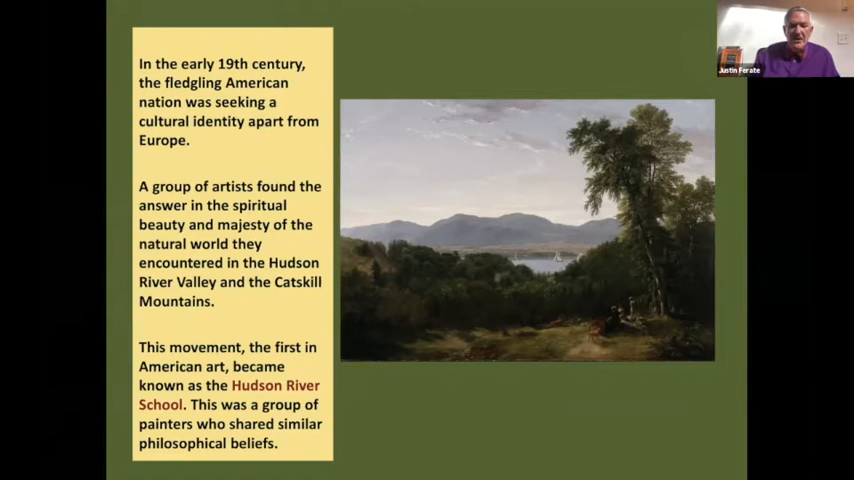 In the early 19th century,
the fledgling American
nation was seeking a
cultural identity apart from
Europe.
A group of artists found the
answer in the spiritual
beauty and majesty of the
natural world they
encountered in the Hudson
River Valley and the Catskill
Mountains.
This movement, the first in
American art, became
known as the Hudson River
School. This was a group of
painters who shared similar
philosophical beliefs.
Justin Ferate